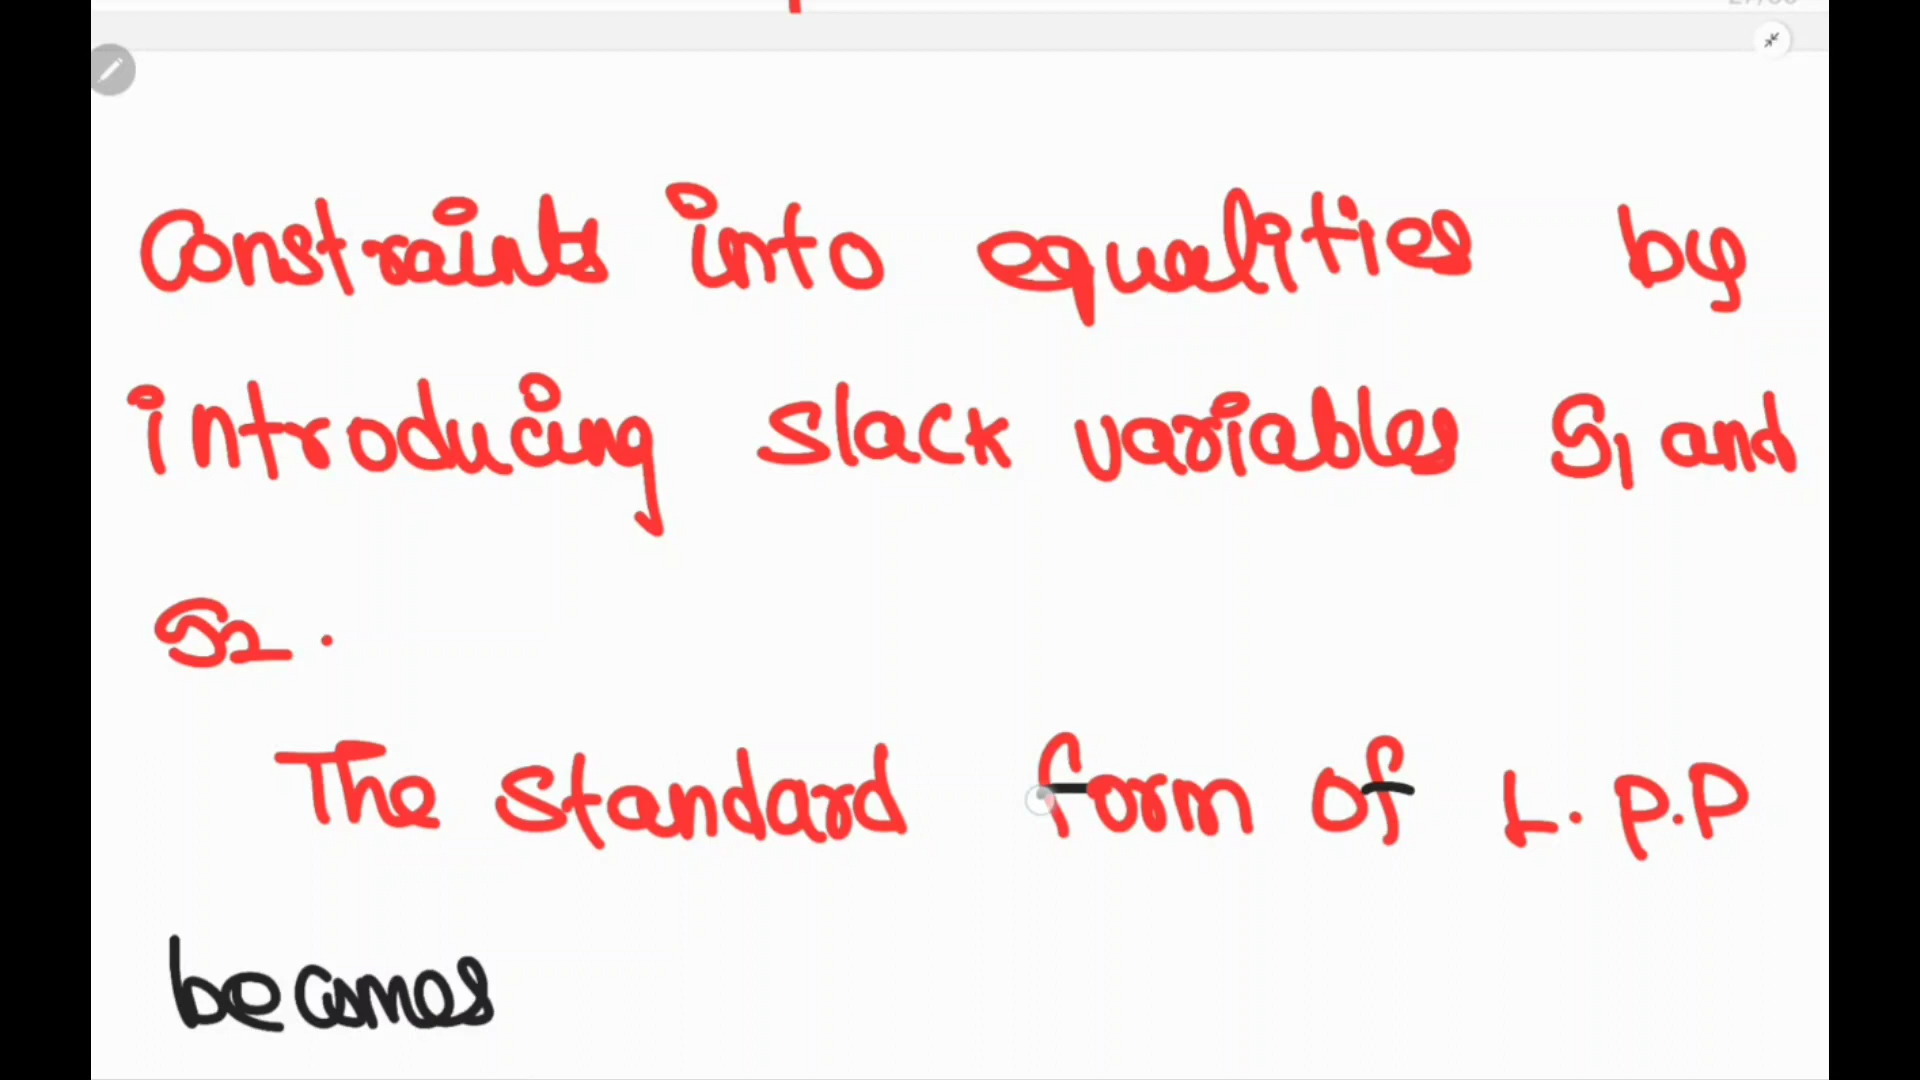 Constraints into equalities by
introducing slack variables S1 and
S2.
The standard form of L.P.P
becomes